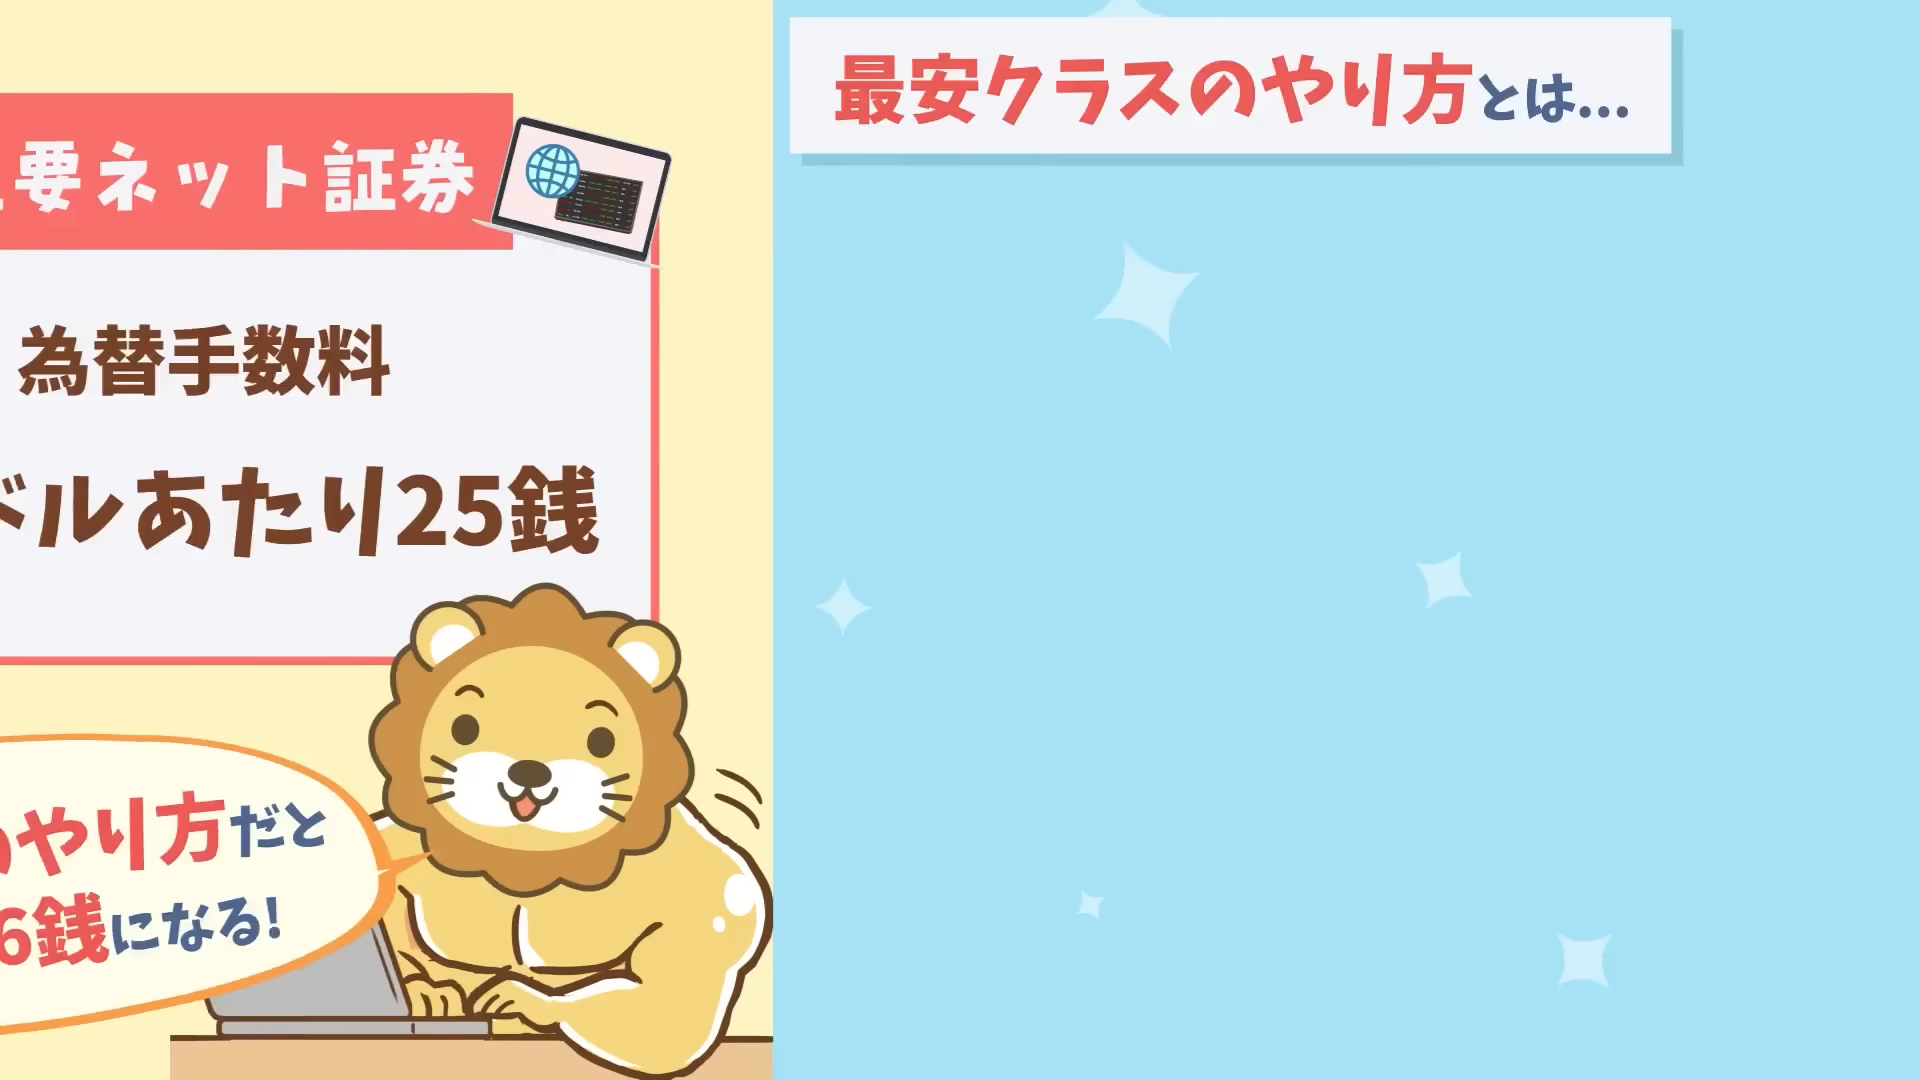 要ネット証券
為替手数料
ドルあたり25銭
のやり方だと
6銭になる!
最安クラスのやり方とは...